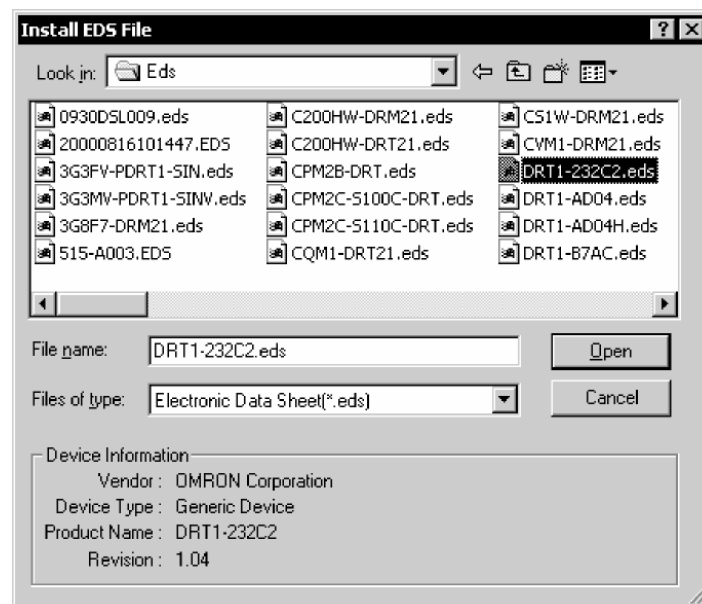 Install EDS File
Look in: Eds
0930DSL009.eds C200HW-DRM21.eds CS1W-DRM21.eds
20000816101447.EDS C200HW-DRT21.eds CVM1-DRM21.eds
3G3FV-PDRT1-SIN.eds CPM2B-DRT.eds DRT1-232C2.eds
3G3MV-PDRT1-SINV.eds CPM2C-S100C-DRT.eds DRT1-AD04.eds
3G8F7-DRM21.eds CPM2C-S110C-DRT.eds DRT1-AD04H.eds
515-A003.EDS CQM1-DRT21.eds DRT1-B7AC.eds
File name: DRT1-232C2.eds Open
Files of type: Electronic Data Sheet(*.eds) Cancel
Device Information
Vendor : OMRON Corporation
Device Type : Generic Device
Product Name : DRT1-232C2
Revision : 1.04